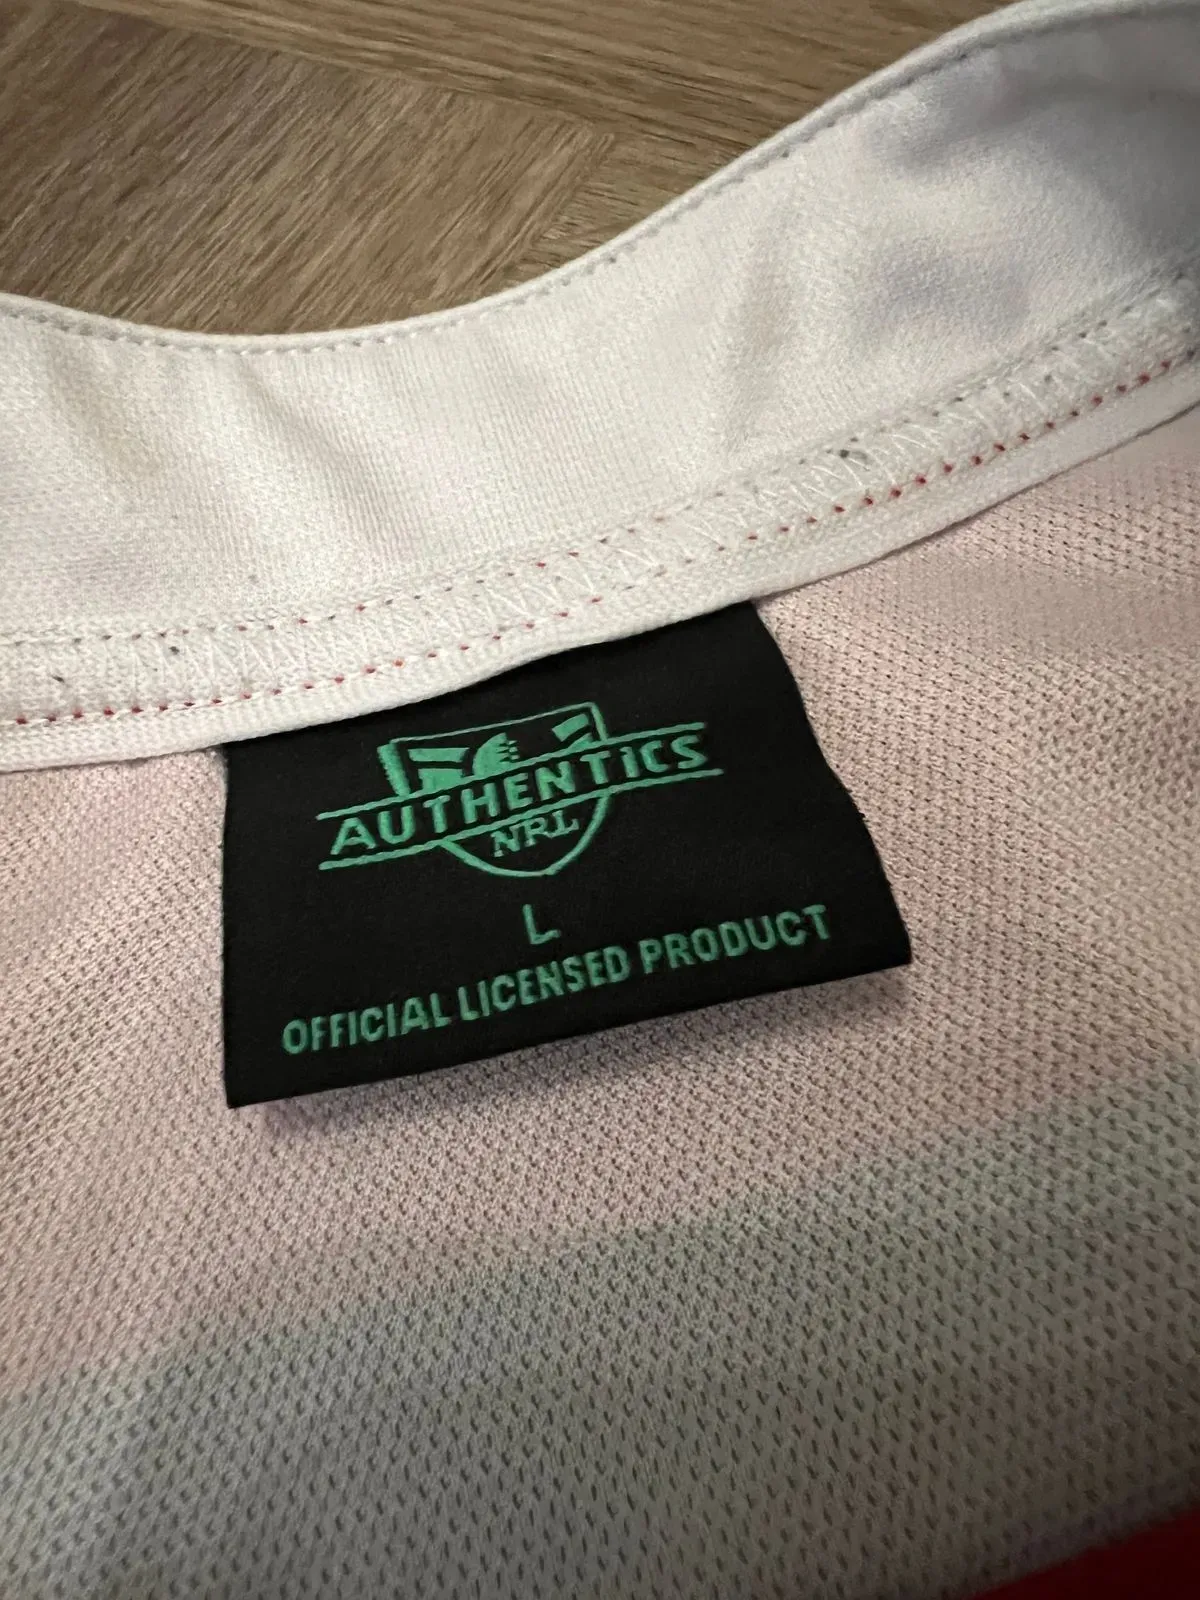 AUTHENTICS
NRL
L
OFFICIAL LICENSED PRODUCT